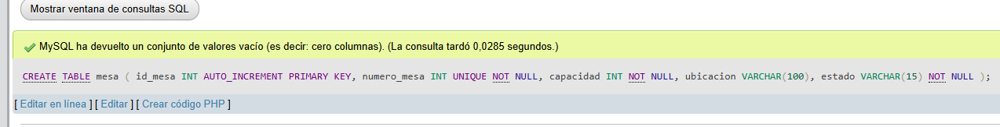 Mostrar ventana de consultas SQL
MySQL ha devuelto un conjunto de valores vacío (es decir: cero columnas). (La consulta tardó 0,0285 segundos.)
CREATE TABLE mesa ( id_mesa INT AUTO_INCREMENT PRIMARY KEY, numero_mesa INT UNIQUE NOT NULL, capacidad INT NOT NULL, ubicacion VARCHAR(100), estado VARCHAR(15) NOT NULL );
[ Editar en línea ] [ Editar ] [ Crear código PHP ]